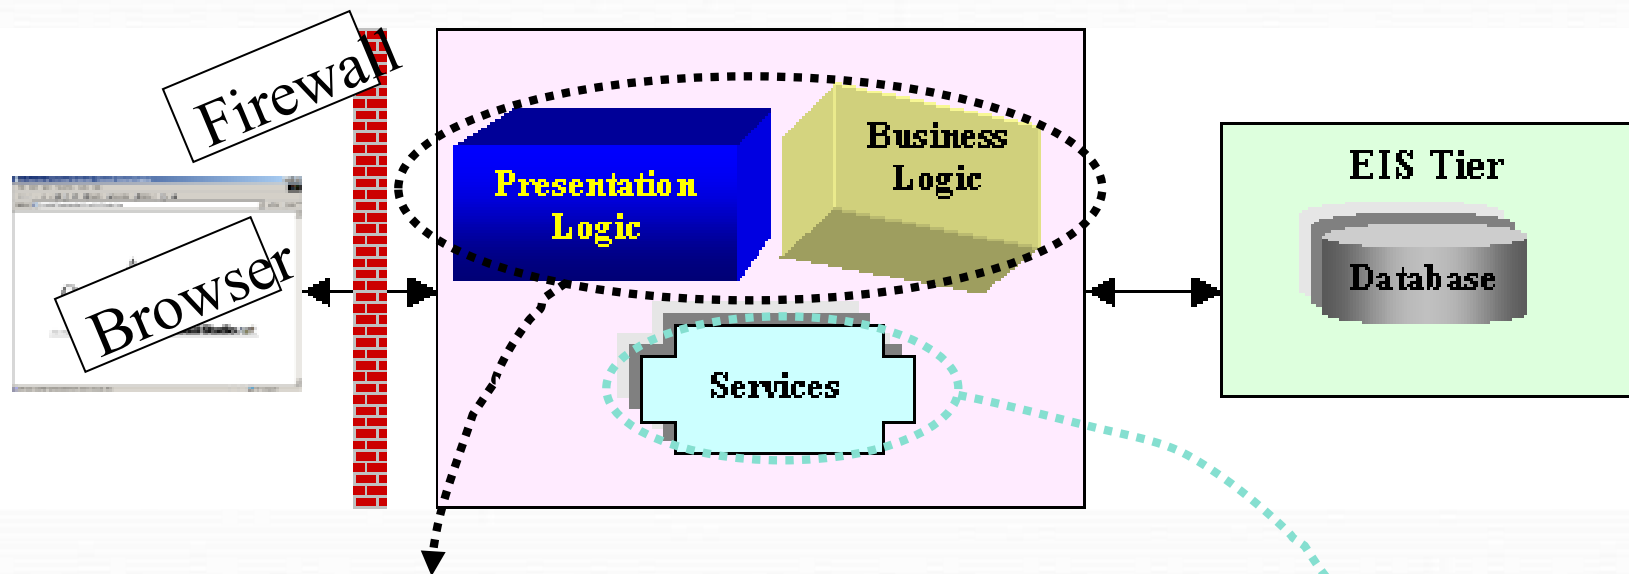 Firewall
Browser
Presentation
Logic
Business
Logic
Services
EIS Tier
Database